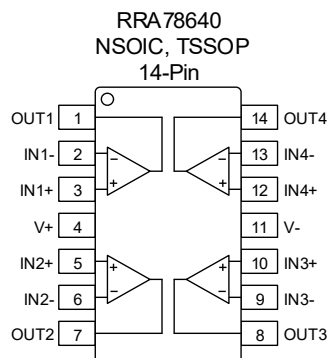 RRA78640
NSOIC, TSSOP
14-Pin
OUT1 1 14 OUT4
IN1- 2 − − 13 IN4-
IN1+ 3 + + 12 IN4+
V+ 4 11 V-
IN2+ 5 + + 10 IN3+
IN2- 6 − − 9 IN3-
OUT2 7 8 OUT3